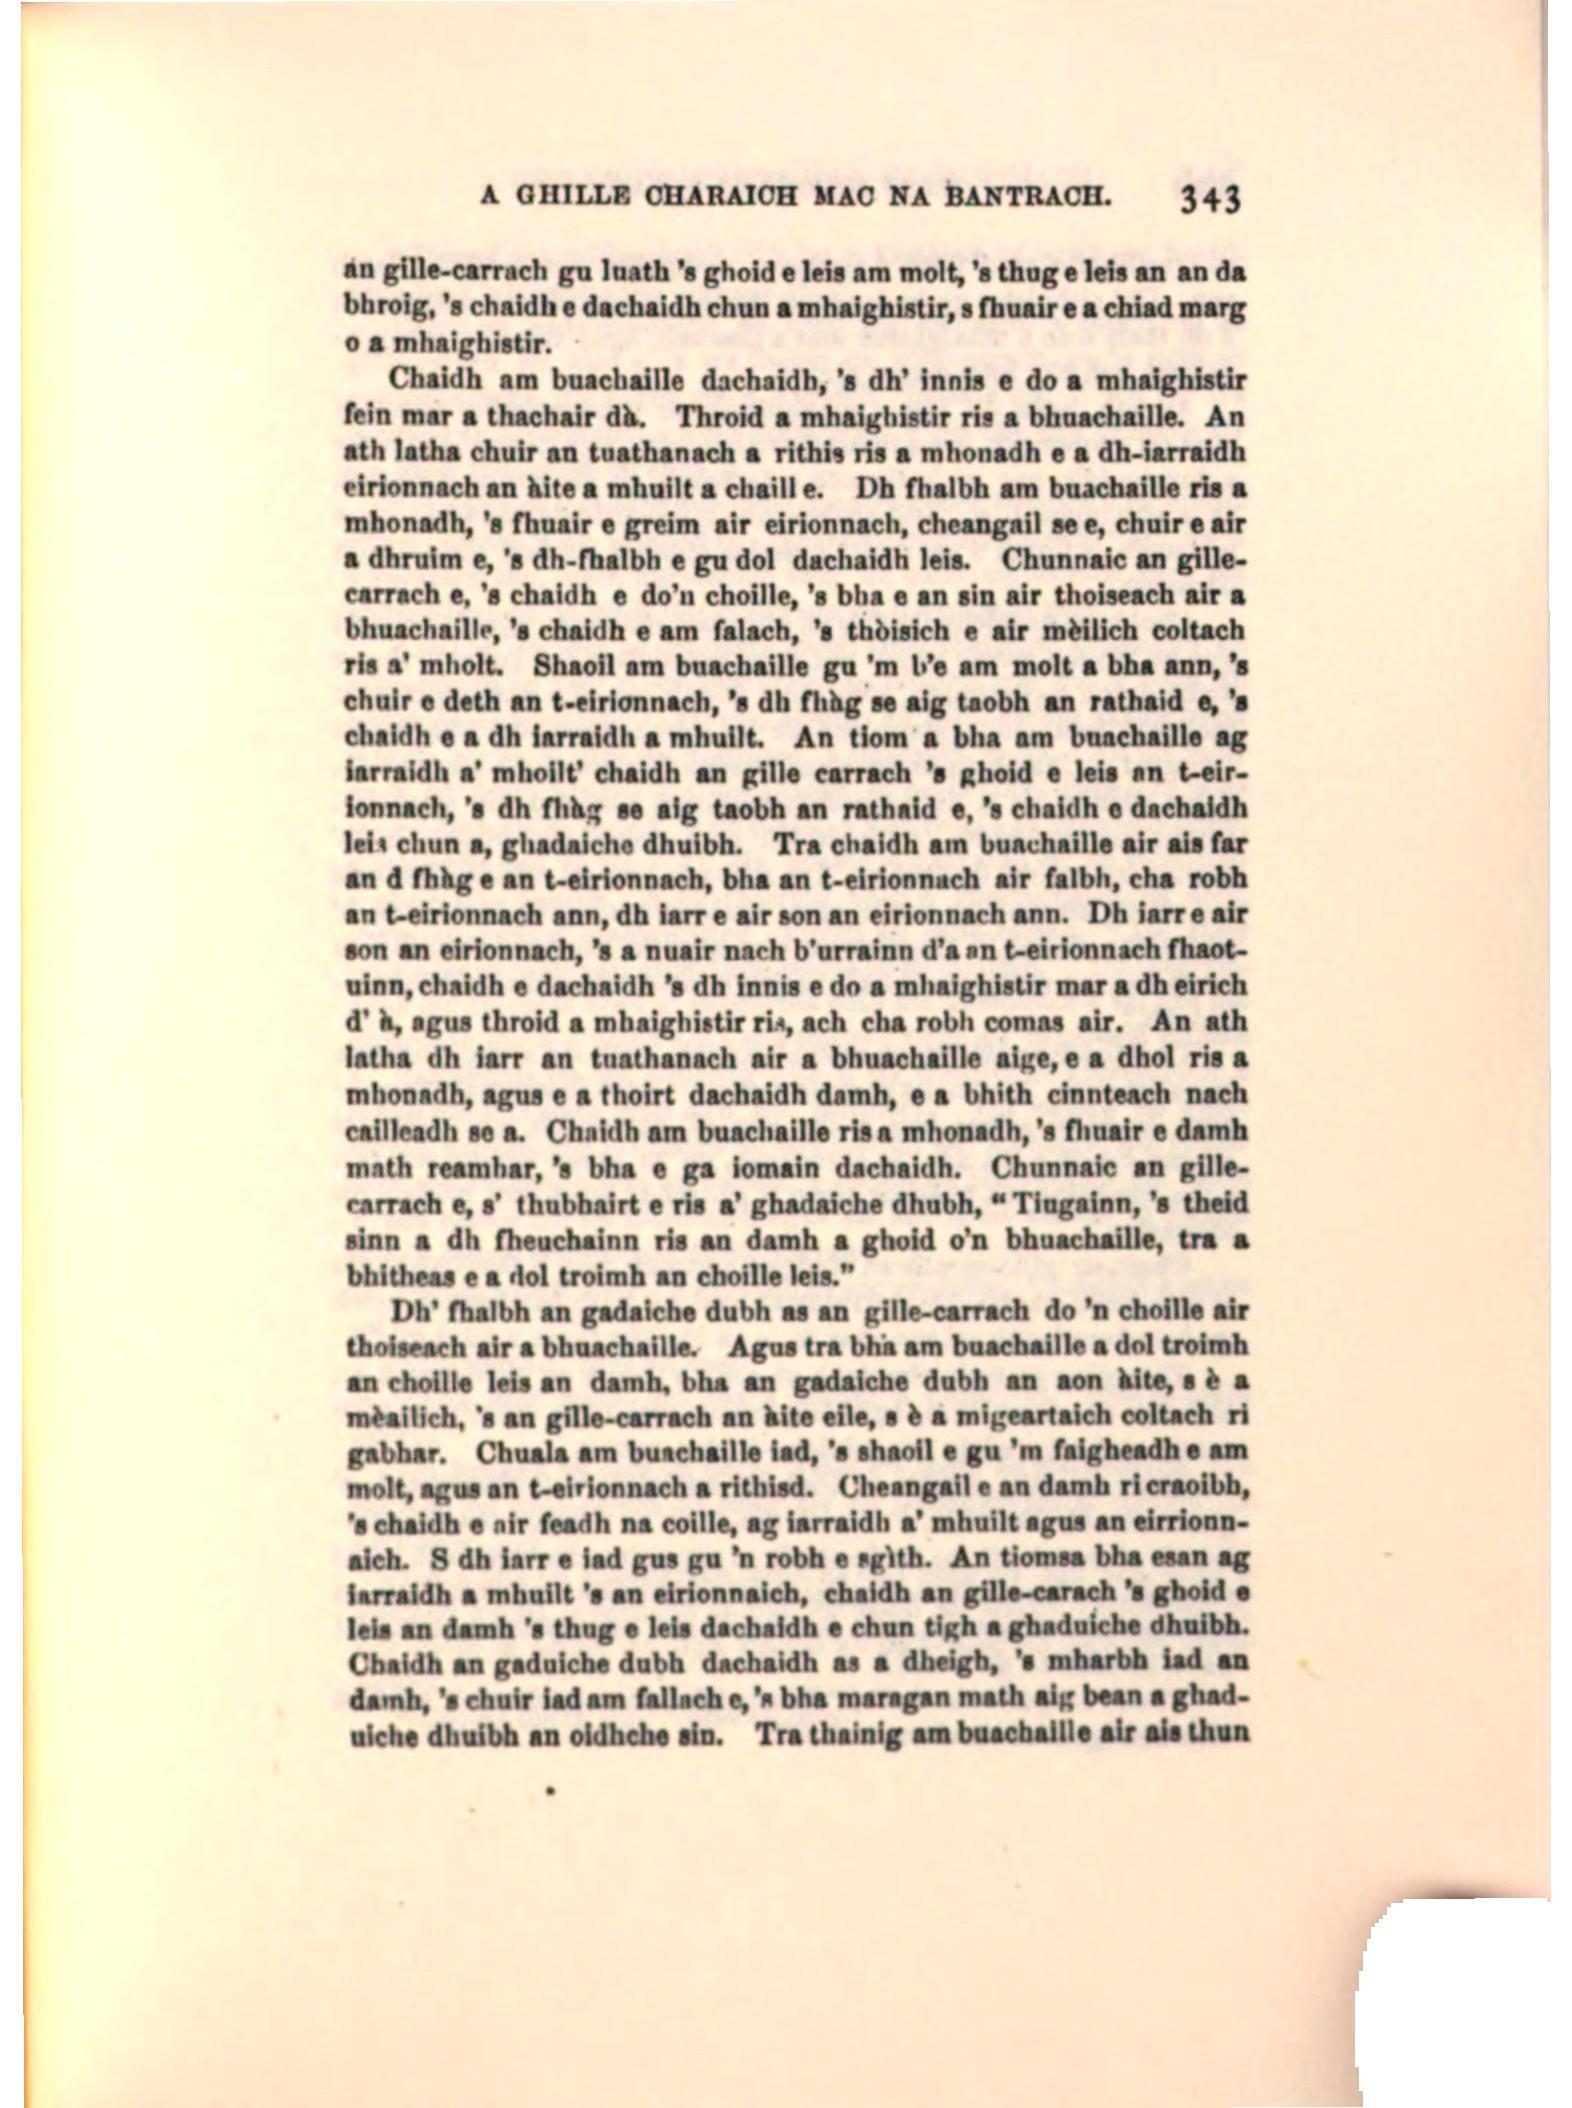 A GHILLE CHARAICH MAC NA BANTRACH. 343
an gille-carrach gu luath 's ghoid e leis am molt, 's thug e leis an an da
bhroig, 's chaidh e dachaidh chun a mhaighistir, s fhuair e a chiad marg
o a mhaighistir.
Chaidh am buachaille dachaidh, 's dh' innis e do a mhaighistir
fein mar a thachair dà. Throid a mhaighistir ris a bhuachaille. An
ath latha chuir an tuathanach a rithis ris a mhonadh e a dh-iarraidh
eirionnach an àite a mhuilt a chaill e. Dh fhalbh am buachaille ris a
mhonadh, 's fhuair e greim air eirionnach, cheangail se e, chuir e air
a dhruim e, 's dh-fhalbh e gu dol dachaidh leis. Chunnaic an gille-
carrach e, 's chaidh e do'n choille, 's bha e an sin air thoiseach air a
bhuachaille, 's chaidh e am falach, 's thòisich e air mèilich coltach
ris a' mholt. Shaoil am buachaille gu 'm b'e am molt a bha ann, 's
chuir e deth an t-eirionnach, 's dh fhàg se aig taobh an rathaid e, 's
chaidh e a dh iarraidh a mhuilt. An tiom a bha am buachaille ag
iarraidh a' mhoilt' chaidh an gille carrach 's ghoid e leis an t-eir-
ionnach, 's dh fhàg se aig taobh an rathaid e, 's chaidh e dachaidh
leis chun a, ghadaiche dhuibh. Tra chaidh am buachaille air ais far
an d fhàg e an t-eirionnach, bha an t-eirionnach air falbh, cha robh
an t-eirionnach ann, dh iarr e air son an eirionnach ann. Dh iarr e air
son an eirionnach, 's a nuair nach b'urrainn d'a an t-eirionnach fhaot-
uinn, chaidh e dachaidh 's dh innis e do a mhaighistir mar a dh eirich
d' à, agus throid a mhaighistir ris, ach cha robh comas air. An ath
latha dh iarr an tuathanach air a bhuachaille aige, e a dhol ris a
mhonadh, agus e a thoirt dachaidh damh, e a bhith cinnteach nach
cailleadh se a. Chaidh am buachaille ris a mhonadh, 's fhuair e damh
math reamhar, 's bha e ga iomain dachaidh. Chunnaic an gille-
carrach e, s' thubhairt e ris a' ghadaiche dhubh, "Tiugainn, 's theid
sinn a dh fheuchainn ris an damh a ghoid o'n bhuachaille, tra a
bhitheas e a dol troimh an choille leis."
Dh' fhalbh an gadaiche dubh as an gille-carrach do 'n choille air
thoiseach air a bhuachaille. Agus tra bha am buachaille a dol troimh
an choille leis an damh, bha an gadaiche dubh an aon àite, s è a
mèailich, 's an gille-carrach an àite eile, s è a migeartaich coltach ri
gabhar. Chuala am buachaille iad, 's shaoil e gu 'm faigheadh e am
molt, agus an t-eirionnach a rithisd. Cheangail e an damh ri craoibh,
's chaidh e air feadh na coille, ag iarraidh a' mhuilt agus an eirrionn-
aich. S dh iarr e iad gus gu 'n robh e sgìth. An tiomsa bha esan ag
iarraidh a mhuilt 's an eirionnaich, chaidh an gille-carach 's ghoid e
leis an damh 's thug e leis dachaidh e chun tigh a ghaduiche dhuibh.
Chaidh an gaduiche dubh dachaidh as a dheigh, 's mharbh iad an
damh, 's chuir iad am fallach e, 's bha maragan math aig bean a ghad-
uiche dhuibh an oidhche sin. Tra thainig am buachaille air ais thun